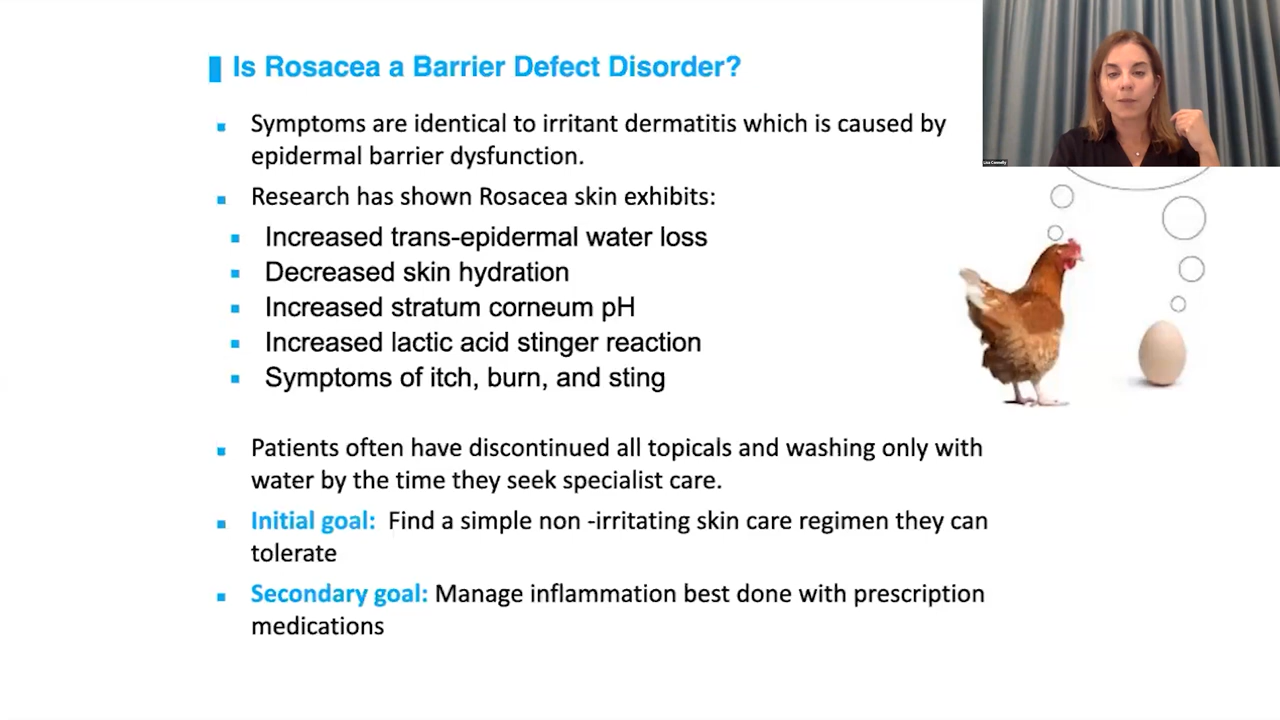 Is Rosacea a Barrier Defect Disorder?
Symptoms are identical to irritant dermatitis which is caused by
epidermal barrier dysfunction.
Research has shown Rosacea skin exhibits:
Increased trans-epidermal water loss
Decreased skin hydration
Increased stratum corneum pH
Increased lactic acid stinger reaction
Symptoms of itch, burn, and sting
Patients often have discontinued all topicals and washing only with
water by the time they seek specialist care.
Initial goal: Find a simple non -irritating skin care regimen they can
tolerate
Secondary goal: Manage inflammation best done with prescription
medications